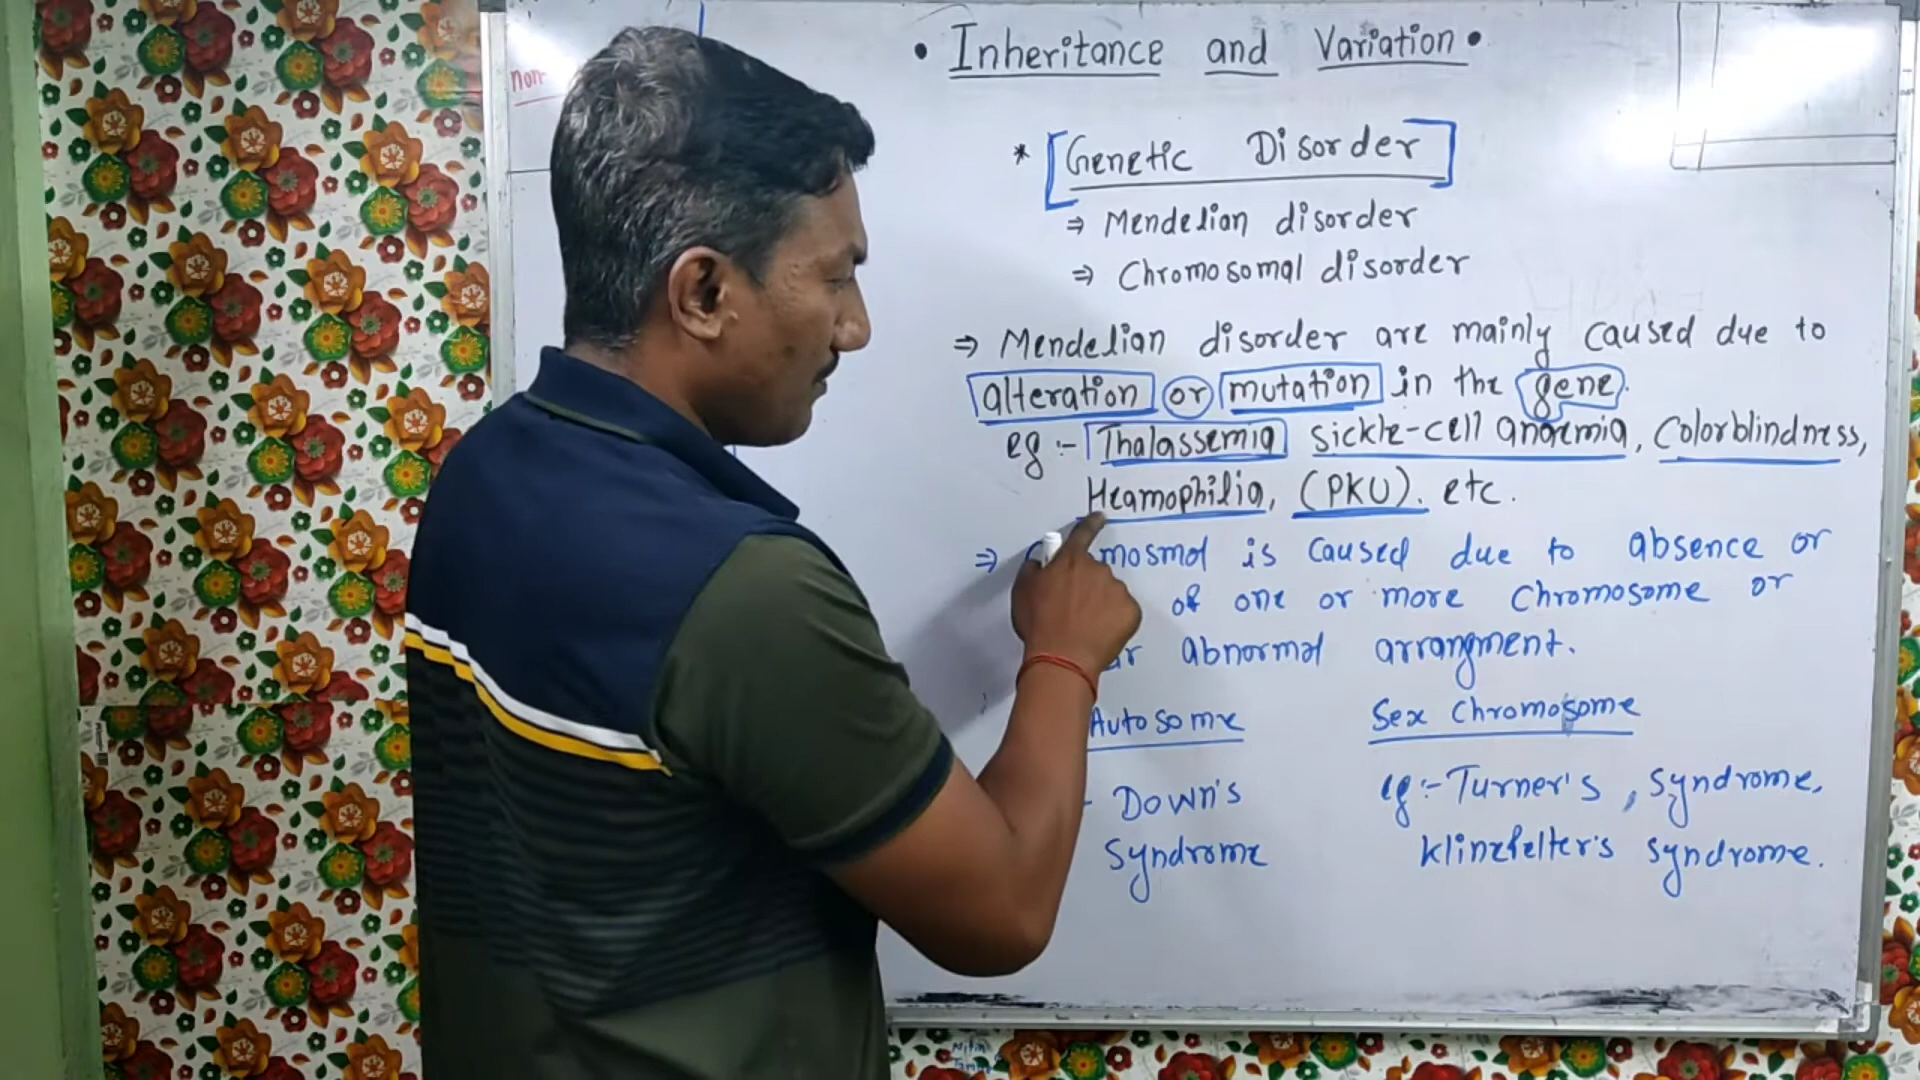 non-
• Inheritance and Variation •
* [Genetic Disorder]
⇒ Mendelian disorder
⇒ Chromosomal disorder
⇒ Mendelian disorder are mainly caused due to
alteration or mutation in the gene.
eg :- Thalassemia sickle-cell anaemia, Colorblindness,
Heamophilia, (PKU). etc.
⇒ mosmal is caused due to absence or
of one or more chromosome or
abnormal arrangment.
Autosome Sex chromosome
- Down's eg:- Turner's, syndrome,
Syndrome klinefelter's syndrome.